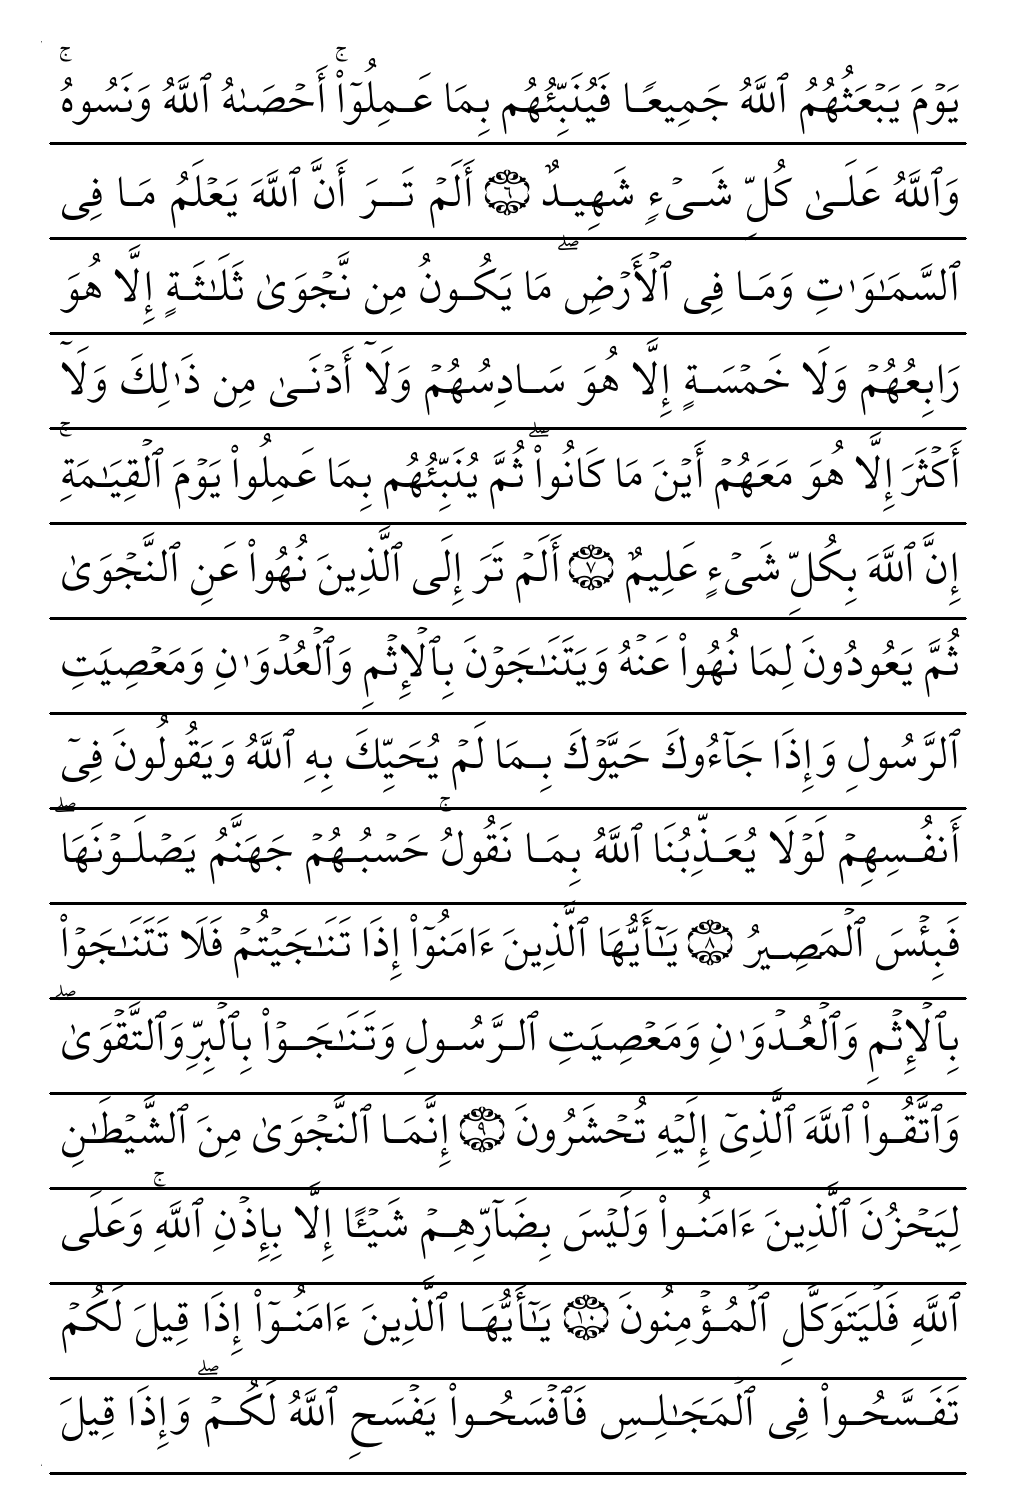 يَوۡمَ يَبۡعَثُهُمُ ٱللَّهُ جَمِيعٗا فَيُنَبِّئُهُم بِمَا عَمِلُوٓاْۚ أَحۡصَىٰهُ ٱللَّهُ وَنَسُوهُۚ
وَٱللَّهُ عَلَىٰ كُلِّ شَيۡءٖ شَهِيدٌ ٦ أَلَمۡ تَرَ أَنَّ ٱللَّهَ يَعۡلَمُ مَا فِي
ٱلسَّمَٰوَٰتِ وَمَا فِي ٱلۡأَرۡضِۖ مَا يَكُونُ مِن نَّجۡوَىٰ ثَلَٰثَةٍ إِلَّا هُوَ
رَابِعُهُمۡ وَلَا خَمۡسَةٍ إِلَّا هُوَ سَادِسُهُمۡ وَلَآ أَدۡنَىٰ مِن ذَٰلِكَ وَلَآ
أَكۡثَرَ إِلَّا هُوَ مَعَهُمۡ أَيۡنَ مَا كَانُواْۖ ثُمَّ يُنَبِّئُهُم بِمَا عَمِلُواْ يَوۡمَ ٱلۡقِيَٰمَةِۚ
إِنَّ ٱللَّهَ بِكُلِّ شَيۡءٍ عَلِيمٌ ٧ أَلَمۡ تَرَ إِلَى ٱلَّذِينَ نُهُواْ عَنِ ٱلنَّجۡوَىٰ
ثُمَّ يَعُودُونَ لِمَا نُهُواْ عَنۡهُ وَيَتَنَٰجَوۡنَ بِٱلۡإِثۡمِ وَٱلۡعُدۡوَٰنِ وَمَعۡصِيَتِ
ٱلرَّسُولِ وَإِذَا جَآءُوكَ حَيَّوۡكَ بِمَا لَمۡ يُحَيِّكَ بِهِ ٱللَّهُ وَيَقُولُونَ فِيٓ
أَنفُسِهِمۡ لَوۡلَا يُعَذِّبُنَا ٱللَّهُ بِمَا نَقُولُۚ حَسۡبُهُمۡ جَهَنَّمُ يَصۡلَوۡنَهَاۖ
فَبِئۡسَ ٱلۡمَصِيرُ ٨ يَٰٓأَيُّهَا ٱلَّذِينَ ءَامَنُوٓاْ إِذَا تَنَٰجَيۡتُمۡ فَلَا تَتَنَٰجَوۡاْ
بِٱلۡإِثۡمِ وَٱلۡعُدۡوَٰنِ وَمَعۡصِيَتِ ٱلرَّسُولِ وَتَنَٰجَوۡاْ بِٱلۡبِرِّ وَٱلتَّقۡوَىٰۖ
وَٱتَّقُواْ ٱللَّهَ ٱلَّذِيٓ إِلَيۡهِ تُحۡشَرُونَ ٩ إِنَّمَا ٱلنَّجۡوَىٰ مِنَ ٱلشَّيۡطَٰنِ
لِيَحۡزُنَ ٱلَّذِينَ ءَامَنُواْ وَلَيۡسَ بِضَآرِّهِمۡ شَيۡـًٔا إِلَّا بِإِذۡنِ ٱللَّهِۚ وَعَلَى
ٱللَّهِ فَلۡيَتَوَكَّلِ ٱلۡمُؤۡمِنُونَ ١٠ يَٰٓأَيُّهَا ٱلَّذِينَ ءَامَنُوٓاْ إِذَا قِيلَ لَكُمۡ
تَفَسَّحُواْ فِي ٱلۡمَجَٰلِسِ فَٱفۡسَحُواْ يَفۡسَحِ ٱللَّهُ لَكُمۡۖ وَإِذَا قِيلَ